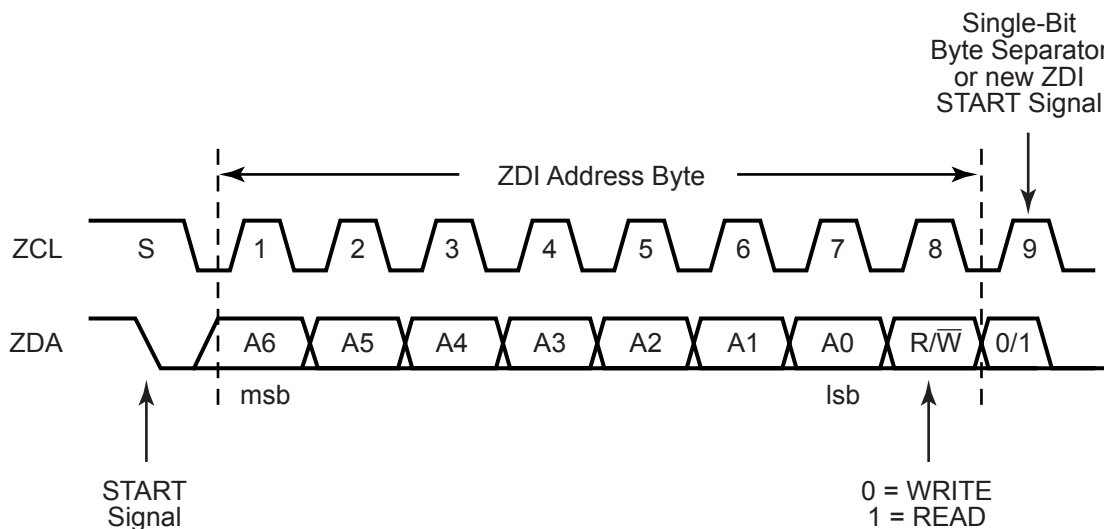 Single-Bit
Byte Separator
or new ZDI
START Signal
ZDI Address Byte
ZCL S 1 2 3 4 5 6 7 8 9
ZDA A6 A5 A4 A3 A2 A1 A0 R/W̅ 0/1
msb lsb
START
Signal
0 = WRITE
1 = READ